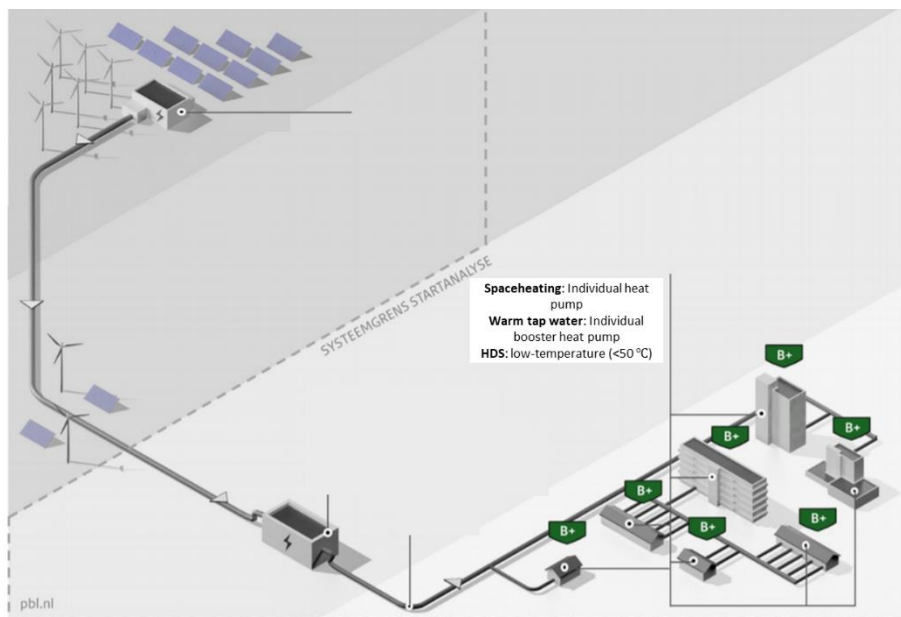 SYSTEEMGRENS STARTANALYSE
Spaceheating: Individual heat
pump
Warm tap water: Individual
booster heat pump
HDS: low-temperature (<50 °C)
B+
B+
B+
B+
B+
B+
B+
pbl.nl